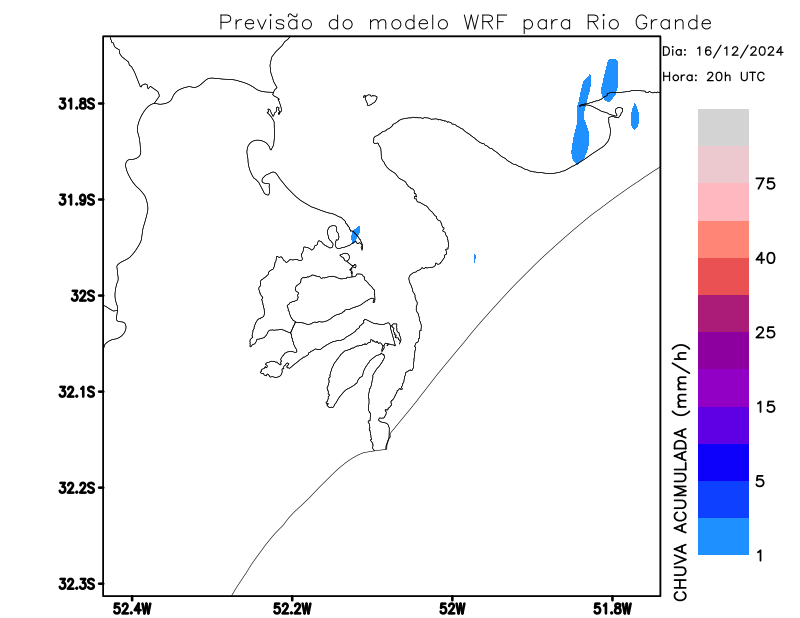 Previsão do modelo WRF para Rio Grande
Dia: 16/12/2024
Hora: 20h UTC
31.8S
31.9S
32S
32.1S
32.2S
32.3S
52.4W
52.2W
52W
51.8W
75
40
25
15
5
1
CHUVA ACUMULADA (mm/h)